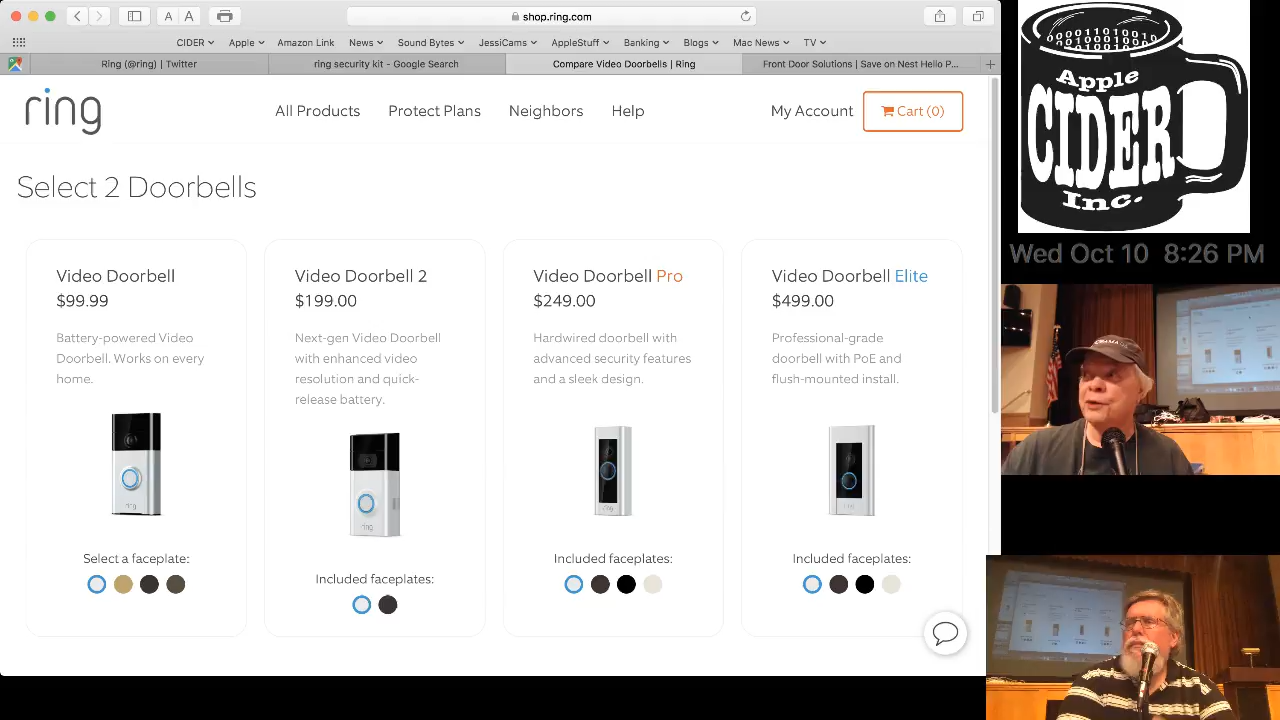 shop.ring.com
A A
CIDER Apple Amazon Link News Sound Bytes JessiCams AppleStuff Banking Blogs Mac News TV
Ring (@ring) | Twitter
ring security kit - Google Search
Compare Video Doorbells | Ring
Front Door Solutions | Save on Nest Hello P...
ring
All Products Protect Plans Neighbors Help
My Account
Cart (0)
Select 2 Doorbells
Video Doorbell
$99.99
Battery-powered Video
Doorbell. Works on every
home.
ring
Select a faceplate:
Video Doorbell 2
$199.00
Next-gen Video Doorbell
with enhanced video
resolution and quick-
release battery.
ring
Included faceplates:
Video Doorbell Pro
$249.00
Hardwired doorbell with
advanced security features
and a sleek design.
ring
Included faceplates:
Video Doorbell Elite
$499.00
Professional-grade
doorbell with PoE and
flush-mounted install.
ring
Included faceplates:
Apple
CIDER
Inc.
Wed Oct 10 8:26 PM